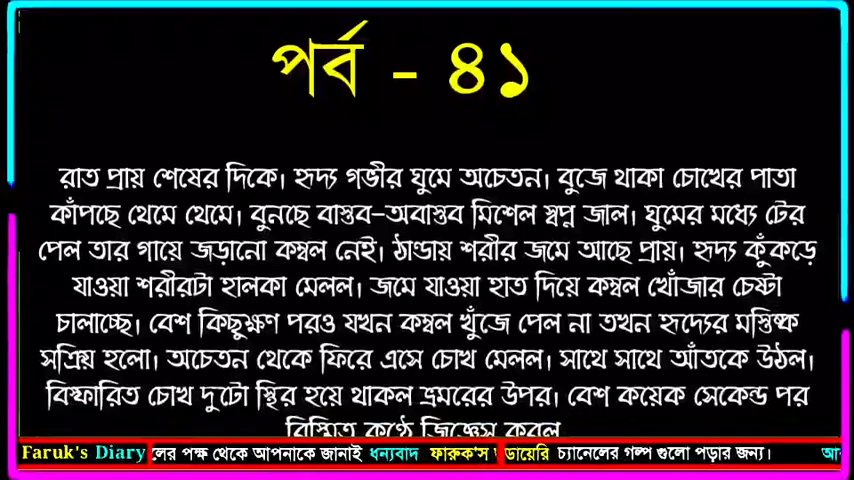 পর্ব - ৪১
রাত প্রায় শেষের দিকে। হৃদ্য গভীর ঘুমে অচেতন। বুজে থাকা চোখের পাতা
কাঁপছে থেমে থেমে। বুনছে বাস্তব-অবাস্তব মিশেল স্বপ্ন জাল। ঘুমের মধ্যে টের
পেল তার গায়ে জড়ানো কম্বল নেই। ঠান্ডায় শরীর জমে আছে প্রায়। হৃদ্য কুঁকড়ে
যাওয়া শরীরটা হালকা মেলল। জমে যাওয়া হাত দিয়ে কম্বল খোঁজার চেষ্টা
চালাচ্ছে। বেশ কিছুক্ষণ পরও যখন কম্বল খুঁজে পেল না তখন হৃদ্যের মস্তিষ্ক
সক্রিয় হলো। অচেতন থেকে ফিরে এসে চোখ মেলল। সাথে সাথে আঁতকে উঠল।
বিস্ফারিত চোখ দুটো স্থির হয়ে থাকল ভ্রমরের উপর। বেশ কয়েক সেকেন্ড পর
বিস্মিত কণ্ঠে জিজ্ঞেস করল
Faruk's Diary লের পক্ষ থেকে আপনাকে জানাই ধন্যবাদ ফারুক'স ডায়েরি চ্যানেলের গল্প গুলো পড়ার জন্য।